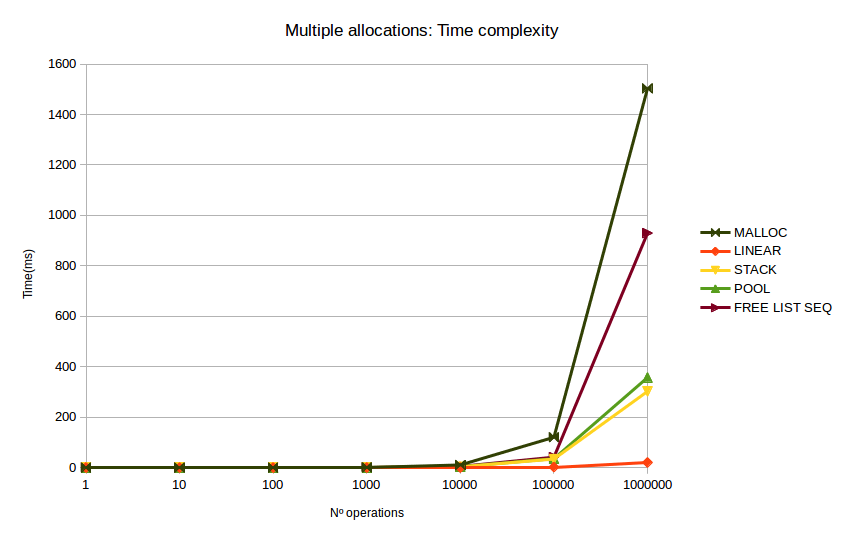 Multiple allocations: Time complexity
1600
1400
1200
1000
800
600
400
200
0
Time(ms)
1 10 100 1000 10000 100000 1000000
Nº operations
MALLOC
LINEAR
STACK
POOL
FREE LIST SEQ